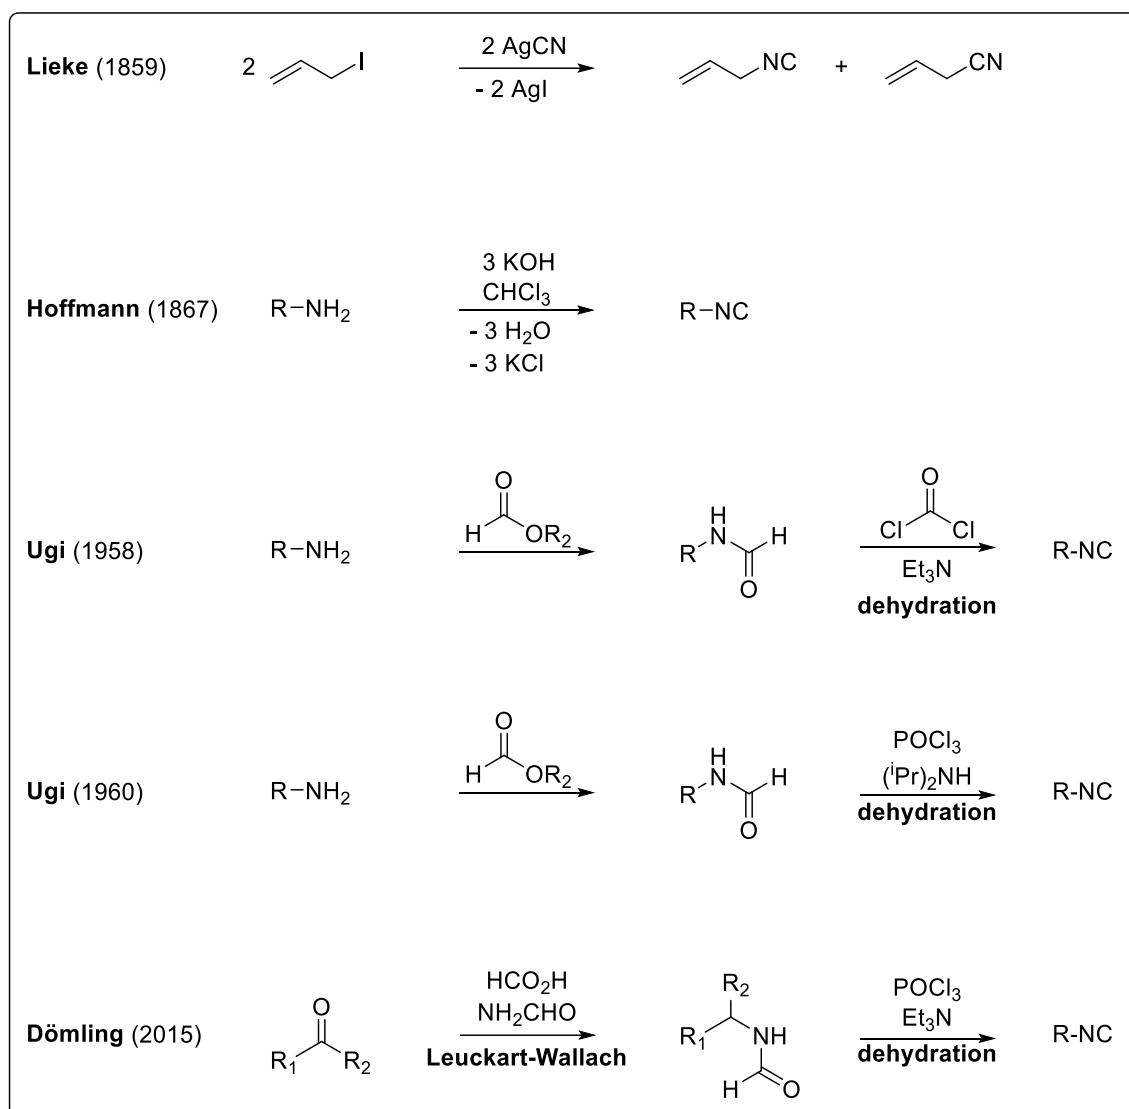 Lieke (1859) 2 I 2 AgCN - 2 AgI NC + CN
Hoffmann (1867) R–NH2 3 KOH CHCl3 - 3 H2O - 3 KCl R–NC
Ugi (1958) R–NH2 O H OR2 H N R H O O Cl Cl Et3N dehydration R-NC
Ugi (1960) R–NH2 O H OR2 H N R H O POCl3 (iPr)2NH dehydration R-NC
Dömling (2015) O R1 R2 HCO2H NH2CHO Leuckart-Wallach R2 R1 NH H O POCl3 Et3N dehydration R-NC